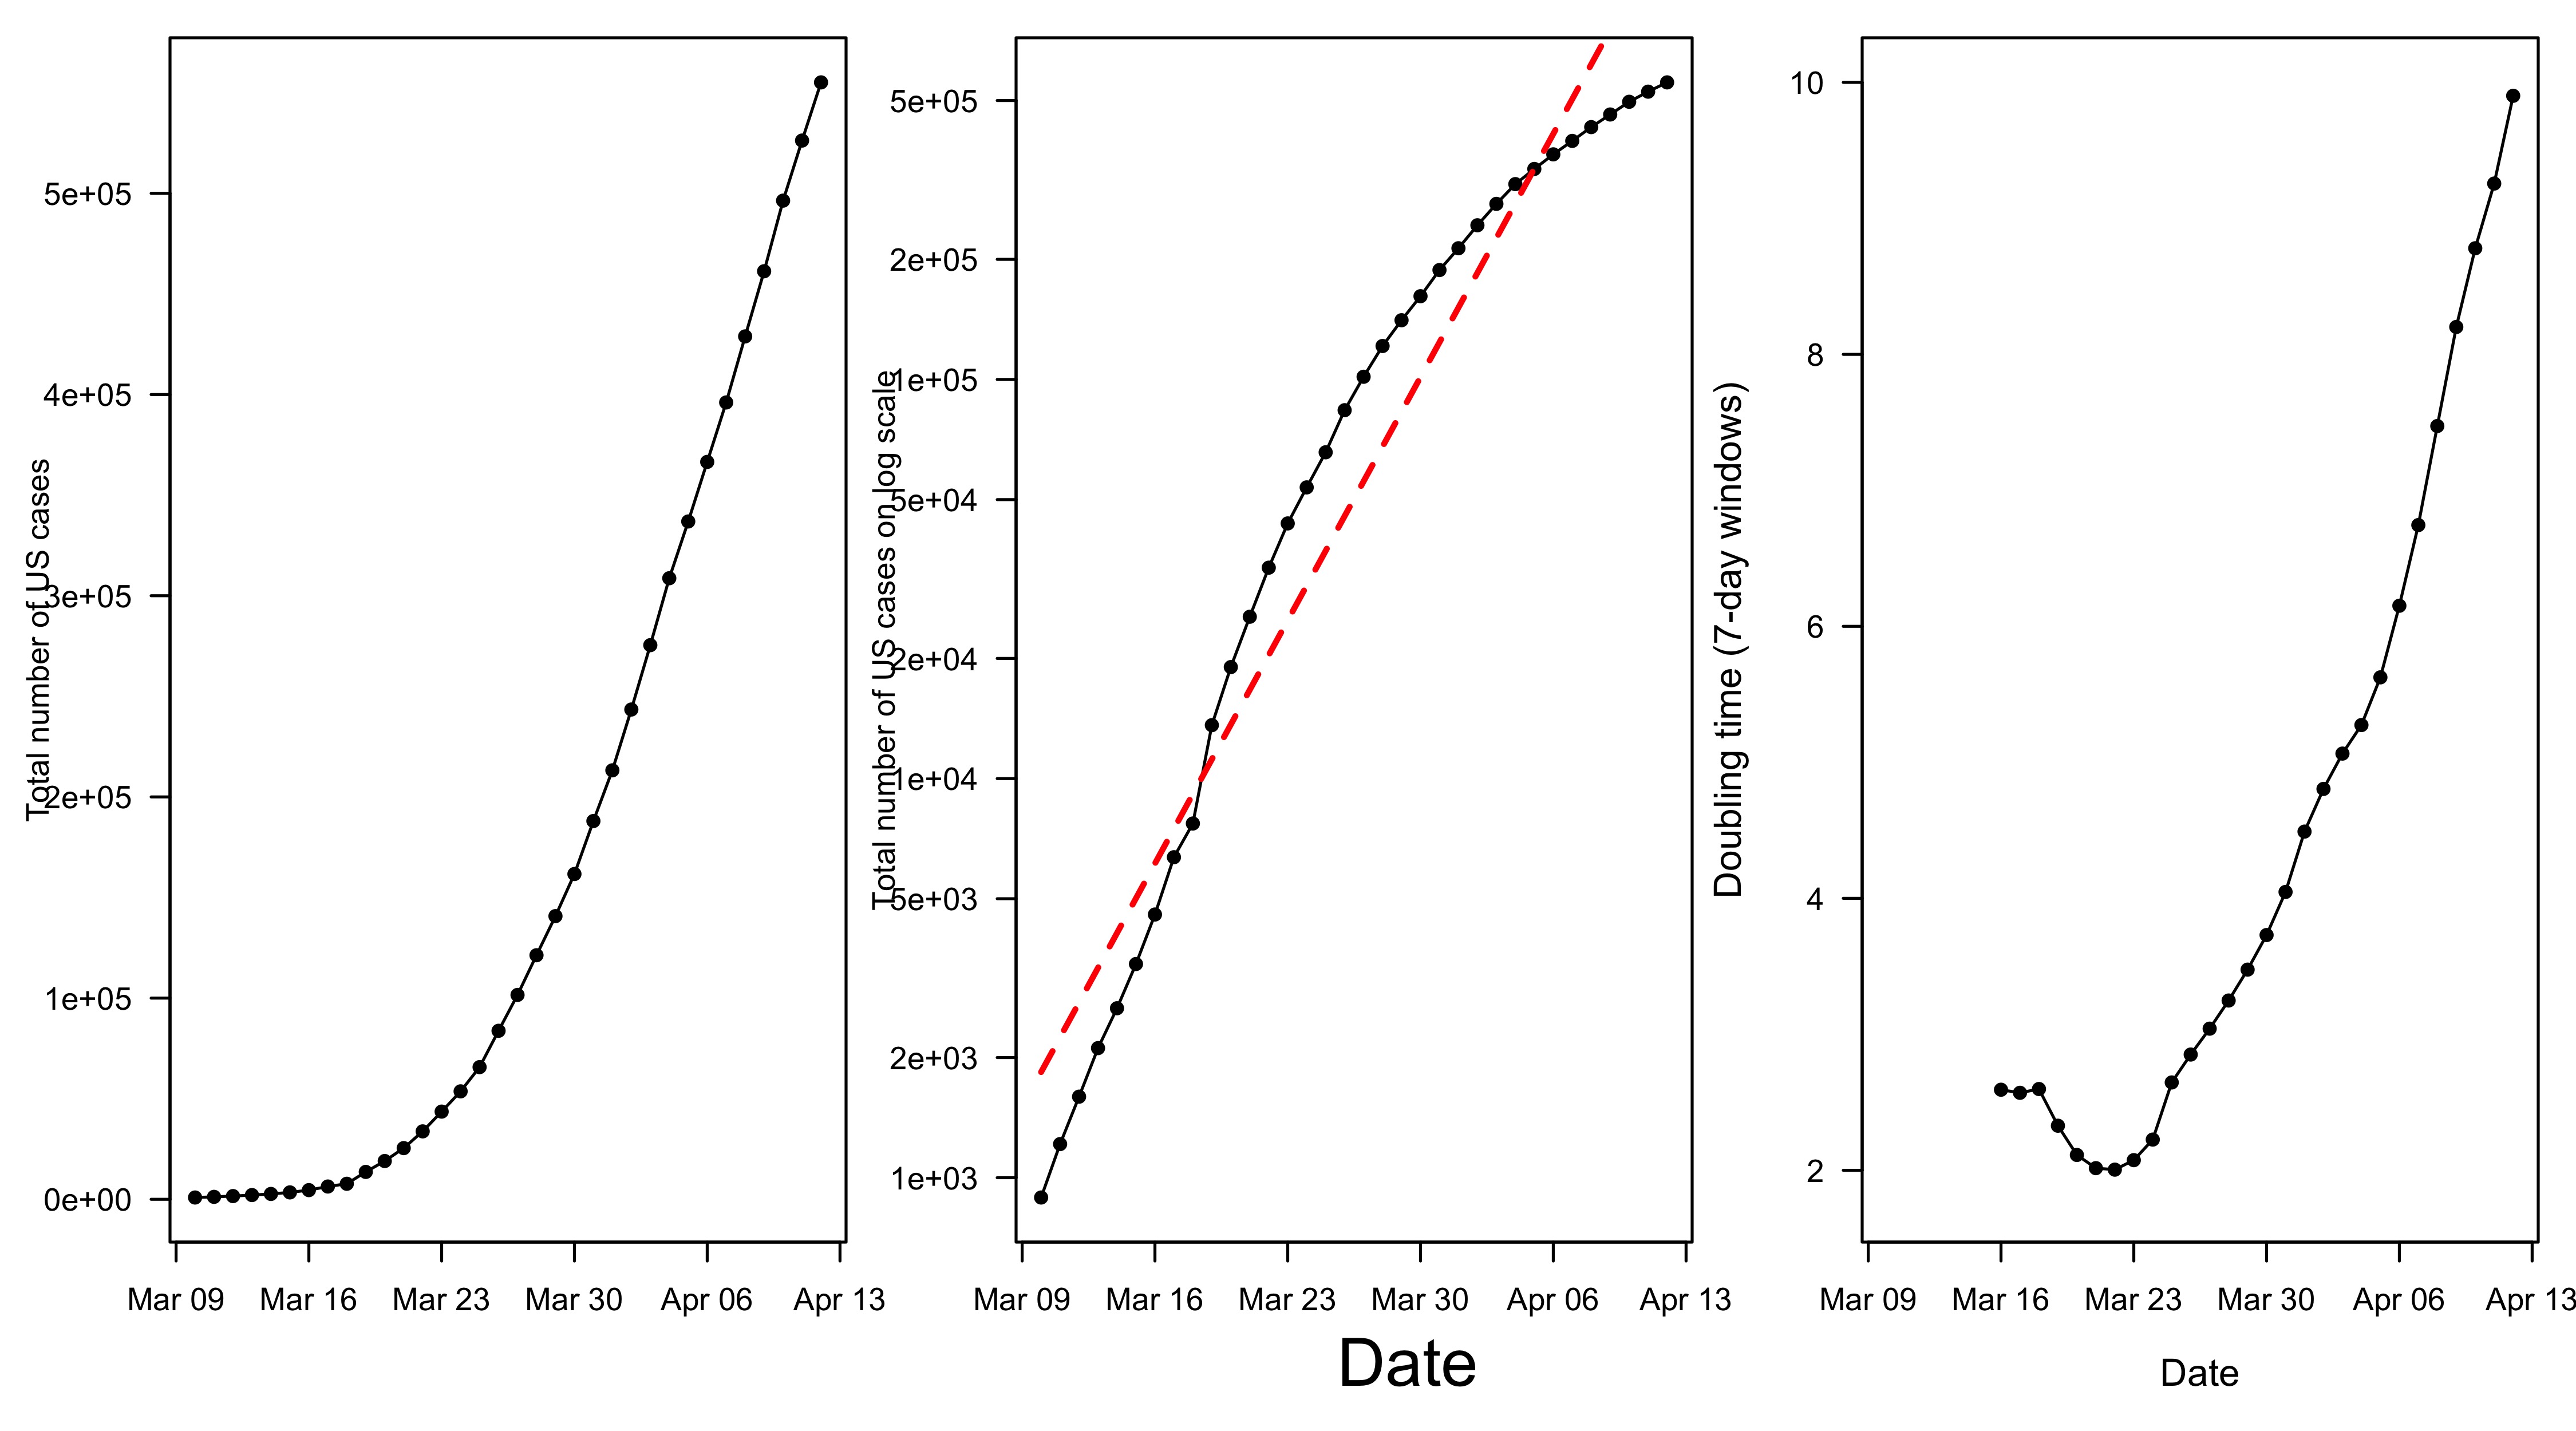 Total number of US cases
5e+05
4e+05
3e+05
2e+05
1e+05
0e+00
Mar 09 Mar 16 Mar 23 Mar 30 Apr 06 Apr 13
Total number of US cases on log scale
5e+05
2e+05
1e+05
5e+04
2e+04
1e+04
5e+03
2e+03
1e+03
Mar 09 Mar 16 Mar 23 Mar 30 Apr 06 Apr 13
Date
Doubling time (7-day windows)
10
8
6
4
2
Mar 09 Mar 16 Mar 23 Mar 30 Apr 06 Apr 13
Date